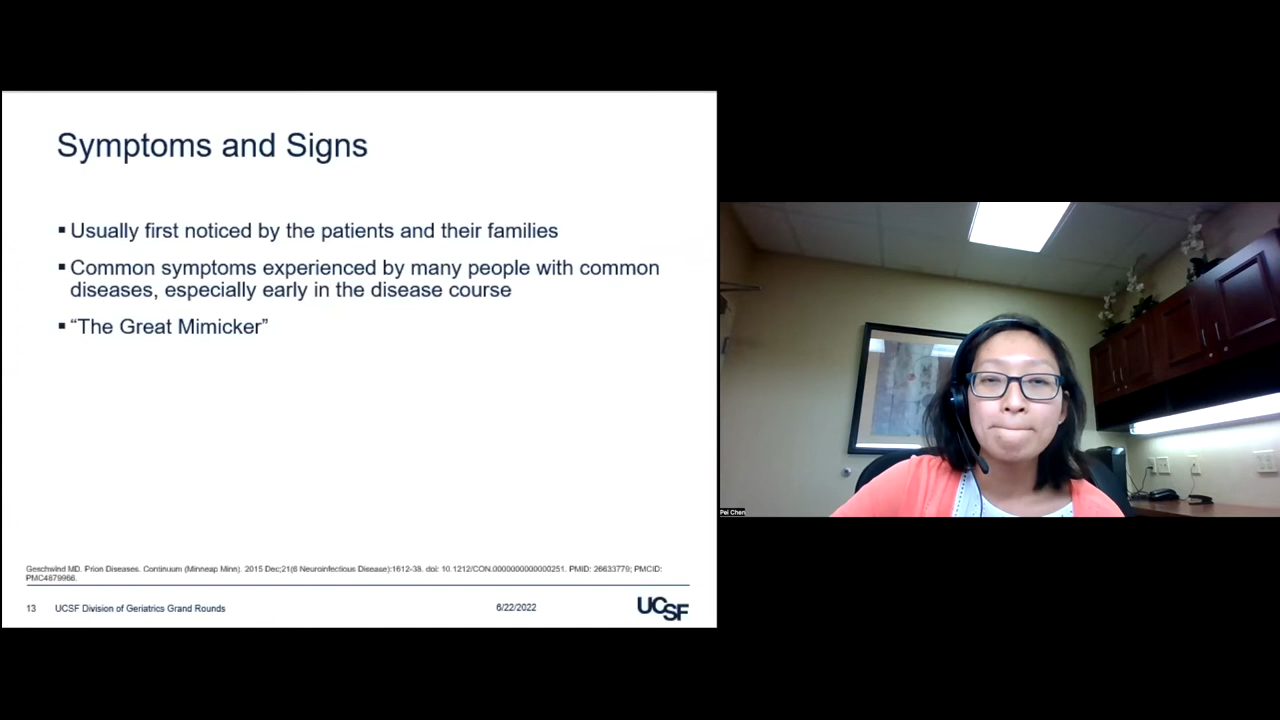 Symptoms and Signs
▪ Usually first noticed by the patients and their families
▪ Common symptoms experienced by many people with common
diseases, especially early in the disease course
▪ “The Great Mimicker”
Geschwind MD. Prion Diseases. Continuum (Minneap Minn). 2015 Dec;21(6 Neuroinfectious Disease):1612-38. doi: 10.1212/CON.0000000000000251. PMID: 26633779; PMCID:
PMC4879966.
13 UCSF Division of Geriatrics Grand Rounds 6/22/2022 UCSF
Pei Chen